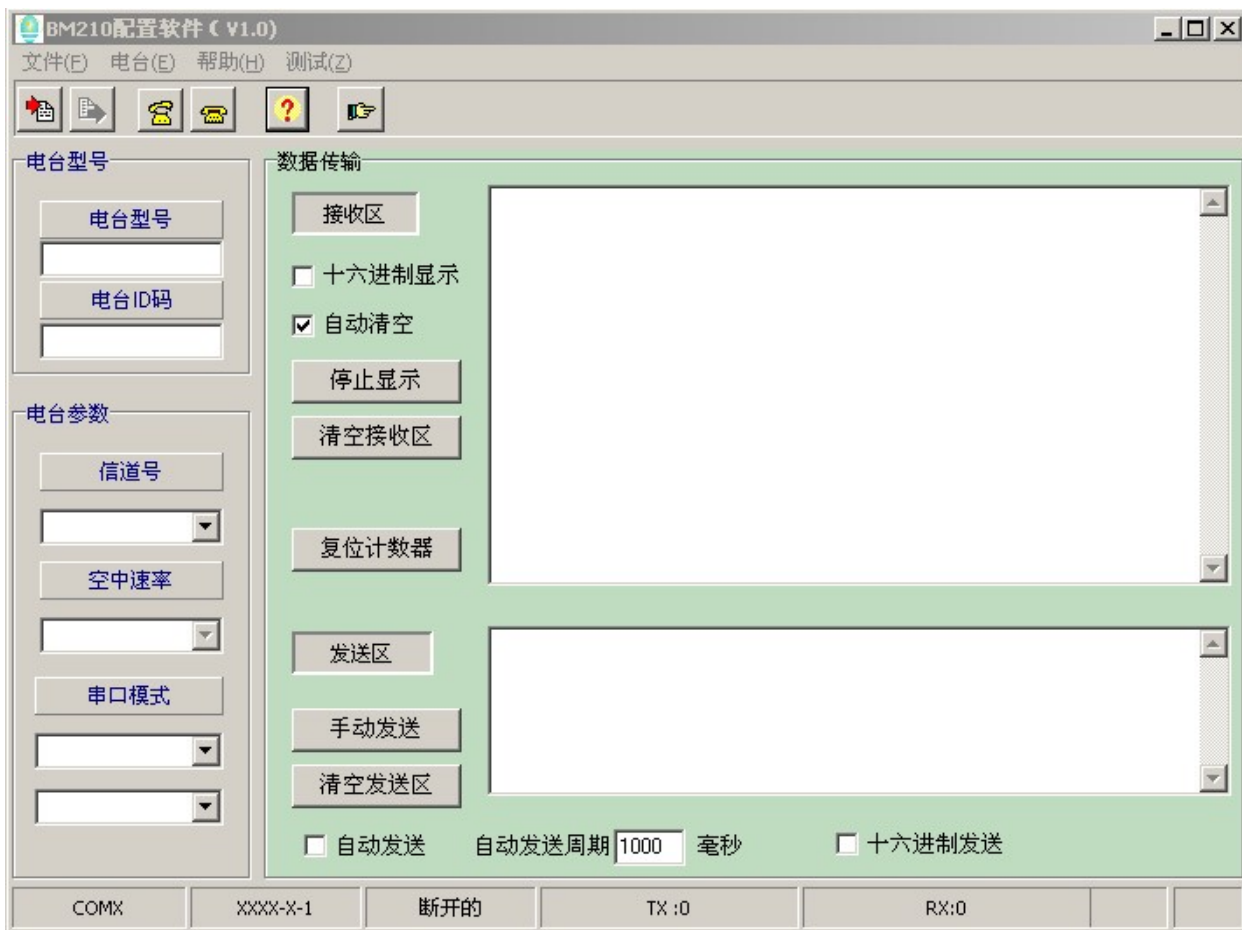 BM210配置软件（V1.0)
文件(F) 电台(E) 帮助(H) 测试(Z)
电台型号
电台型号
电台ID码
电台参数
信道号
空中速率
串口模式
数据传输
接收区
十六进制显示
自动清空
停止显示
清空接收区
复位计数器
发送区
手动发送
清空发送区
自动发送 自动发送周期 1000 毫秒 十六进制发送
COMX XXXX-X-1 断开的 TX :0 RX:0